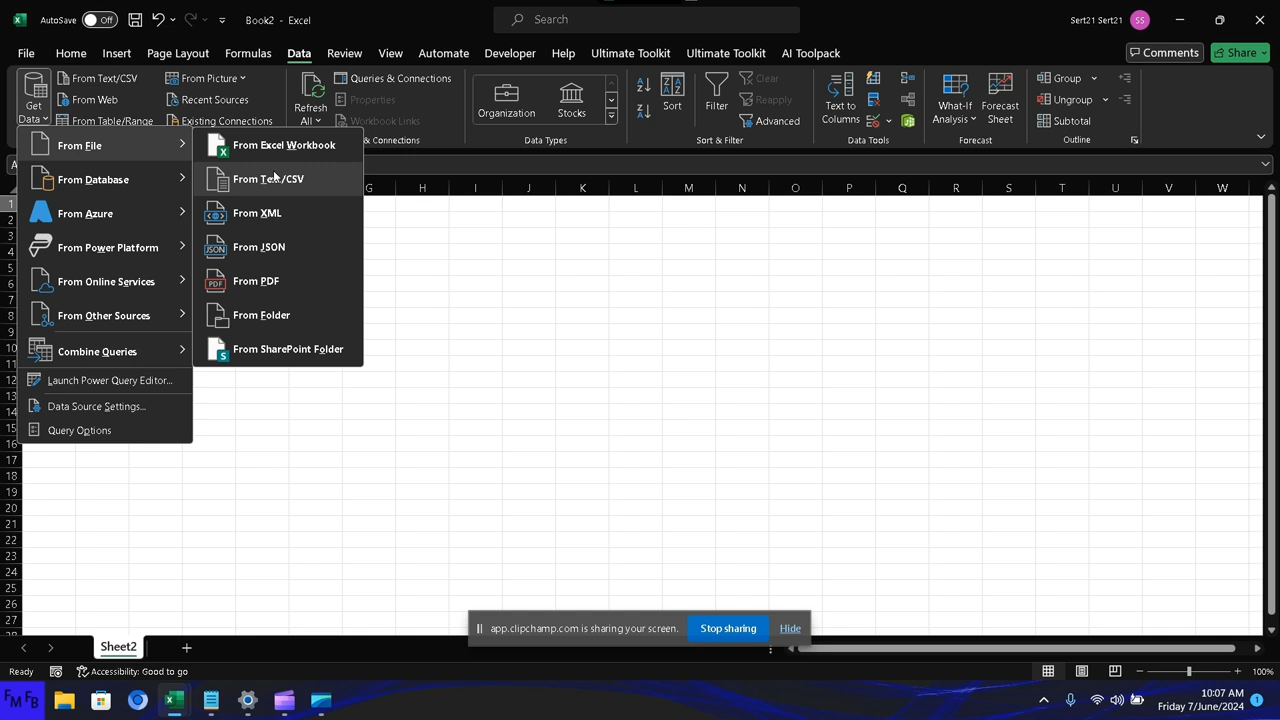 AutoSave Off Book2 - Excel Search Sert21 Sert21 SS
File Home Insert Page Layout Formulas Data Review View Automate Developer Help Ultimate Toolkit Ultimate Toolkit AI Toolpack Comments Share
Get Data
From Text/CSV
From Web
From Table/Range
From Picture
Recent Sources
Existing Connections
Refresh All
Queries & Connections
Properties
Workbook Links
& Connections
Organization
Stocks
Data Types
Sort
Filter
Clear
Reapply
Advanced
Sort & Filter
Text to Columns
Data Tools
What-If Analysis
Forecast Sheet
Forecast
Group
Ungroup
Subtotal
Outline
From File
From Database
From Azure
From Power Platform
From Online Services
From Other Sources
Combine Queries
Launch Power Query Editor...
Data Source Settings...
Query Options
From Excel Workbook
From Text/CSV
From XML
JSON From JSON
PDF From PDF
From Folder
From SharePoint Folder
G H I J K L M N O P Q R S T U V W
1
2
3
4
5
6
7
8
9
10
11
12
13
14
15
16
17
18
19
20
21
22
23
24
25
26
27
app.clipchamp.com is sharing your screen. Stop sharing Hide
Sheet2
Ready Accessibility: Good to go 100%
FMFB
10:07 AM
Friday 7/June/2024
1